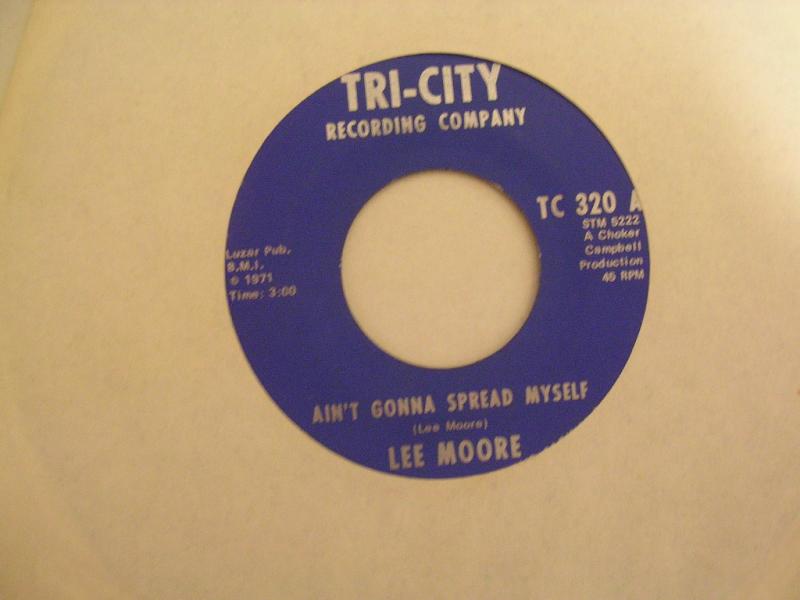 TRI-CITY
RECORDING COMPANY
TC 320 A
STM 5222
A Choker
Campbell
Production
45 RPM
Luzar Pub.
B.M.I.
© 1971
Time: 3:00
AIN'T GONNA SPREAD MYSELF
(Lee Moore)
LEE MOORE